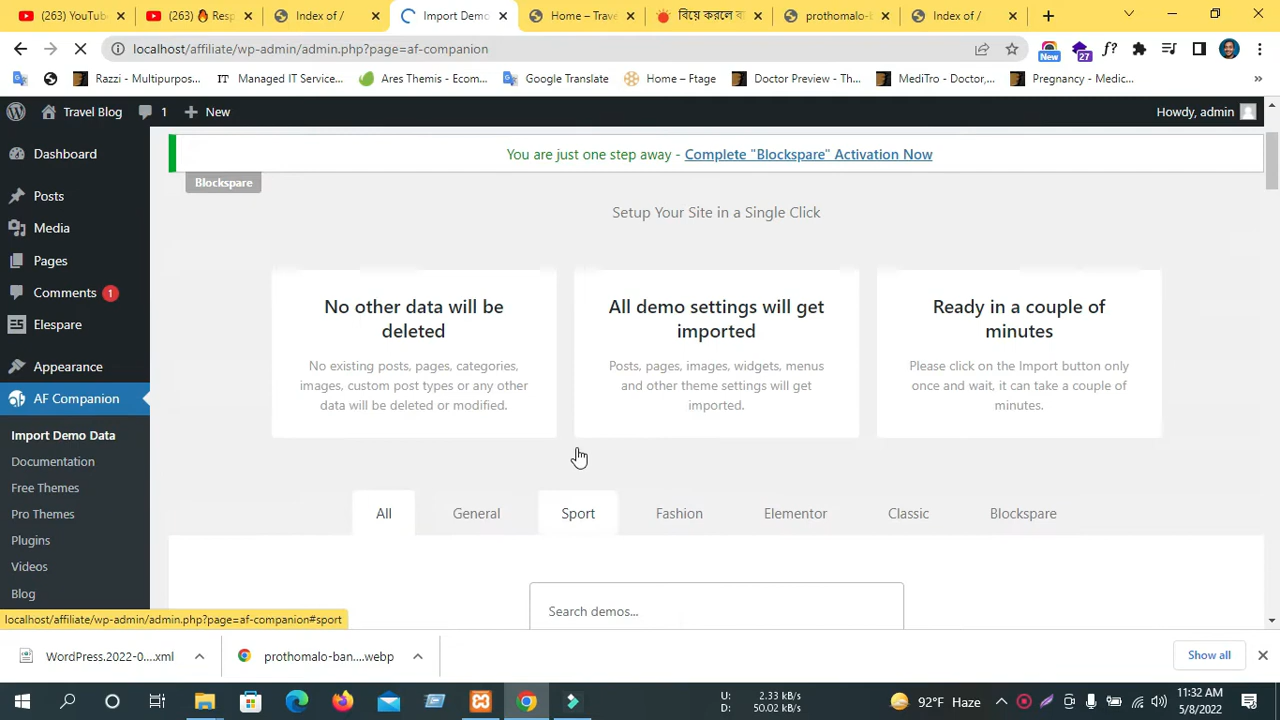 (263) YouTub
(263) 🔥 Resp
Index of /
Import Demo
Home – Trave
বিয়ে করলে ব
prothomalo-b
Index of /
localhost/affiliate/wp-admin/admin.php?page=af-companion
New
27
f?
Razzi - Multipurpos...
IT Managed IT Service...
Ares Themis - Ecom...
Google Translate
Home – Ftage
Doctor Preview - Th...
MediTro - Doctor,...
Pregnancy - Medic...
Travel Blog
1
New
Howdy, admin
Dashboard
Posts
Media
Pages
Comments 1
Elespare
Appearance
AF Companion
Import Demo Data
Documentation
Free Themes
Pro Themes
Plugins
Videos
Blog
You are just one step away - Complete "Blockspare" Activation Now
Blockspare
Setup Your Site in a Single Click
No other data will be
deleted
No existing posts, pages, categories,
images, custom post types or any other
data will be deleted or modified.
All demo settings will get
imported
Posts, pages, images, widgets, menus
and other theme settings will get
imported.
Ready in a couple of
minutes
Please click on the Import button only
once and wait, it can take a couple of
minutes.
All
General
Sport
Fashion
Elementor
Classic
Blockspare
Search demos...
localhost/affiliate/wp-admin/admin.php?page=af-companion#sport
WordPress.2022-0....xml
prothomalo-ban....webp
Show all
U: 2.33 kB/s
D: 50.02 kB/s
92°F Haze
11:32 AM
5/8/2022